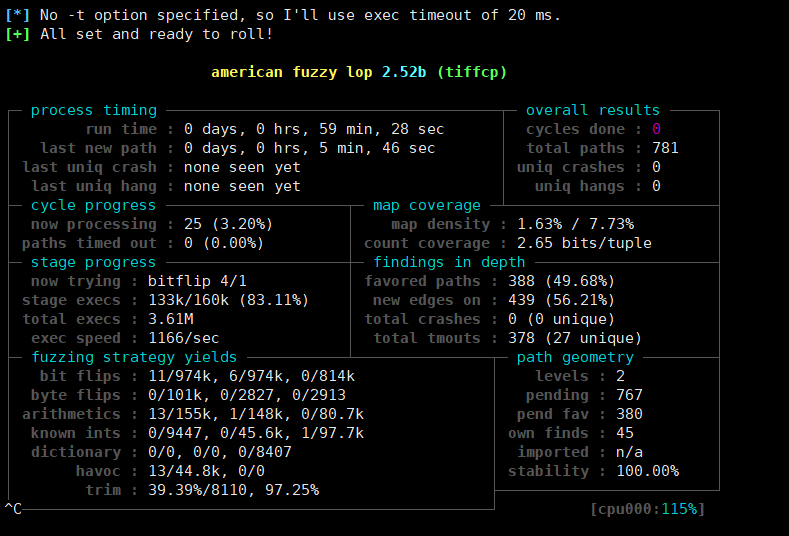 [*] No -t option specified, so I'll use exec timeout of 20 ms.
[+] All set and ready to roll!
american fuzzy lop 2.52b (tiffcp)
process timing overall results
run time : 0 days, 0 hrs, 59 min, 28 sec cycles done : 0
last new path : 0 days, 0 hrs, 5 min, 46 sec total paths : 781
last uniq crash : none seen yet uniq crashes : 0
last uniq hang : none seen yet uniq hangs : 0
cycle progress map coverage
now processing : 25 (3.20%) map density : 1.63% / 7.73%
paths timed out : 0 (0.00%) count coverage : 2.65 bits/tuple
stage progress findings in depth
now trying : bitflip 4/1 favored paths : 388 (49.68%)
stage execs : 133k/160k (83.11%) new edges on : 439 (56.21%)
total execs : 3.61M total crashes : 0 (0 unique)
exec speed : 1166/sec total tmouts : 378 (27 unique)
fuzzing strategy yields path geometry
bit flips : 11/974k, 6/974k, 0/814k levels : 2
byte flips : 0/101k, 0/2827, 0/2913 pending : 767
arithmetics : 13/155k, 1/148k, 0/80.7k pend fav : 380
known ints : 0/9447, 0/45.6k, 1/97.7k own finds : 45
dictionary : 0/0, 0/0, 0/8407 imported : n/a
havoc : 13/44.8k, 0/0 stability : 100.00%
trim : 39.39%/8110, 97.25%
^C [cpu000:115%]